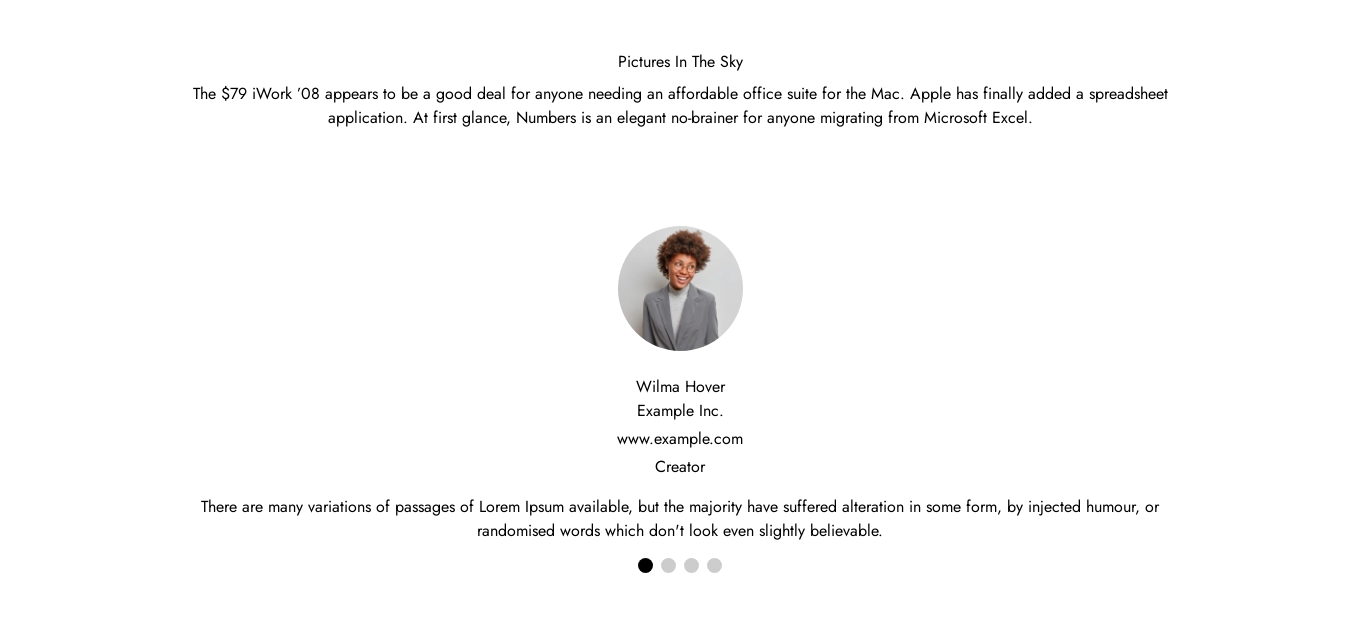 Pictures In The Sky
The $79 iWork ’08 appears to be a good deal for anyone needing an affordable office suite for the Mac. Apple has finally added a spreadsheet
application. At first glance, Numbers is an elegant no-brainer for anyone migrating from Microsoft Excel.
Wilma Hover
Example Inc.
www.example.com
Creator
There are many variations of passages of Lorem Ipsum available, but the majority have suffered alteration in some form, by injected humour, or
randomised words which don't look even slightly believable.